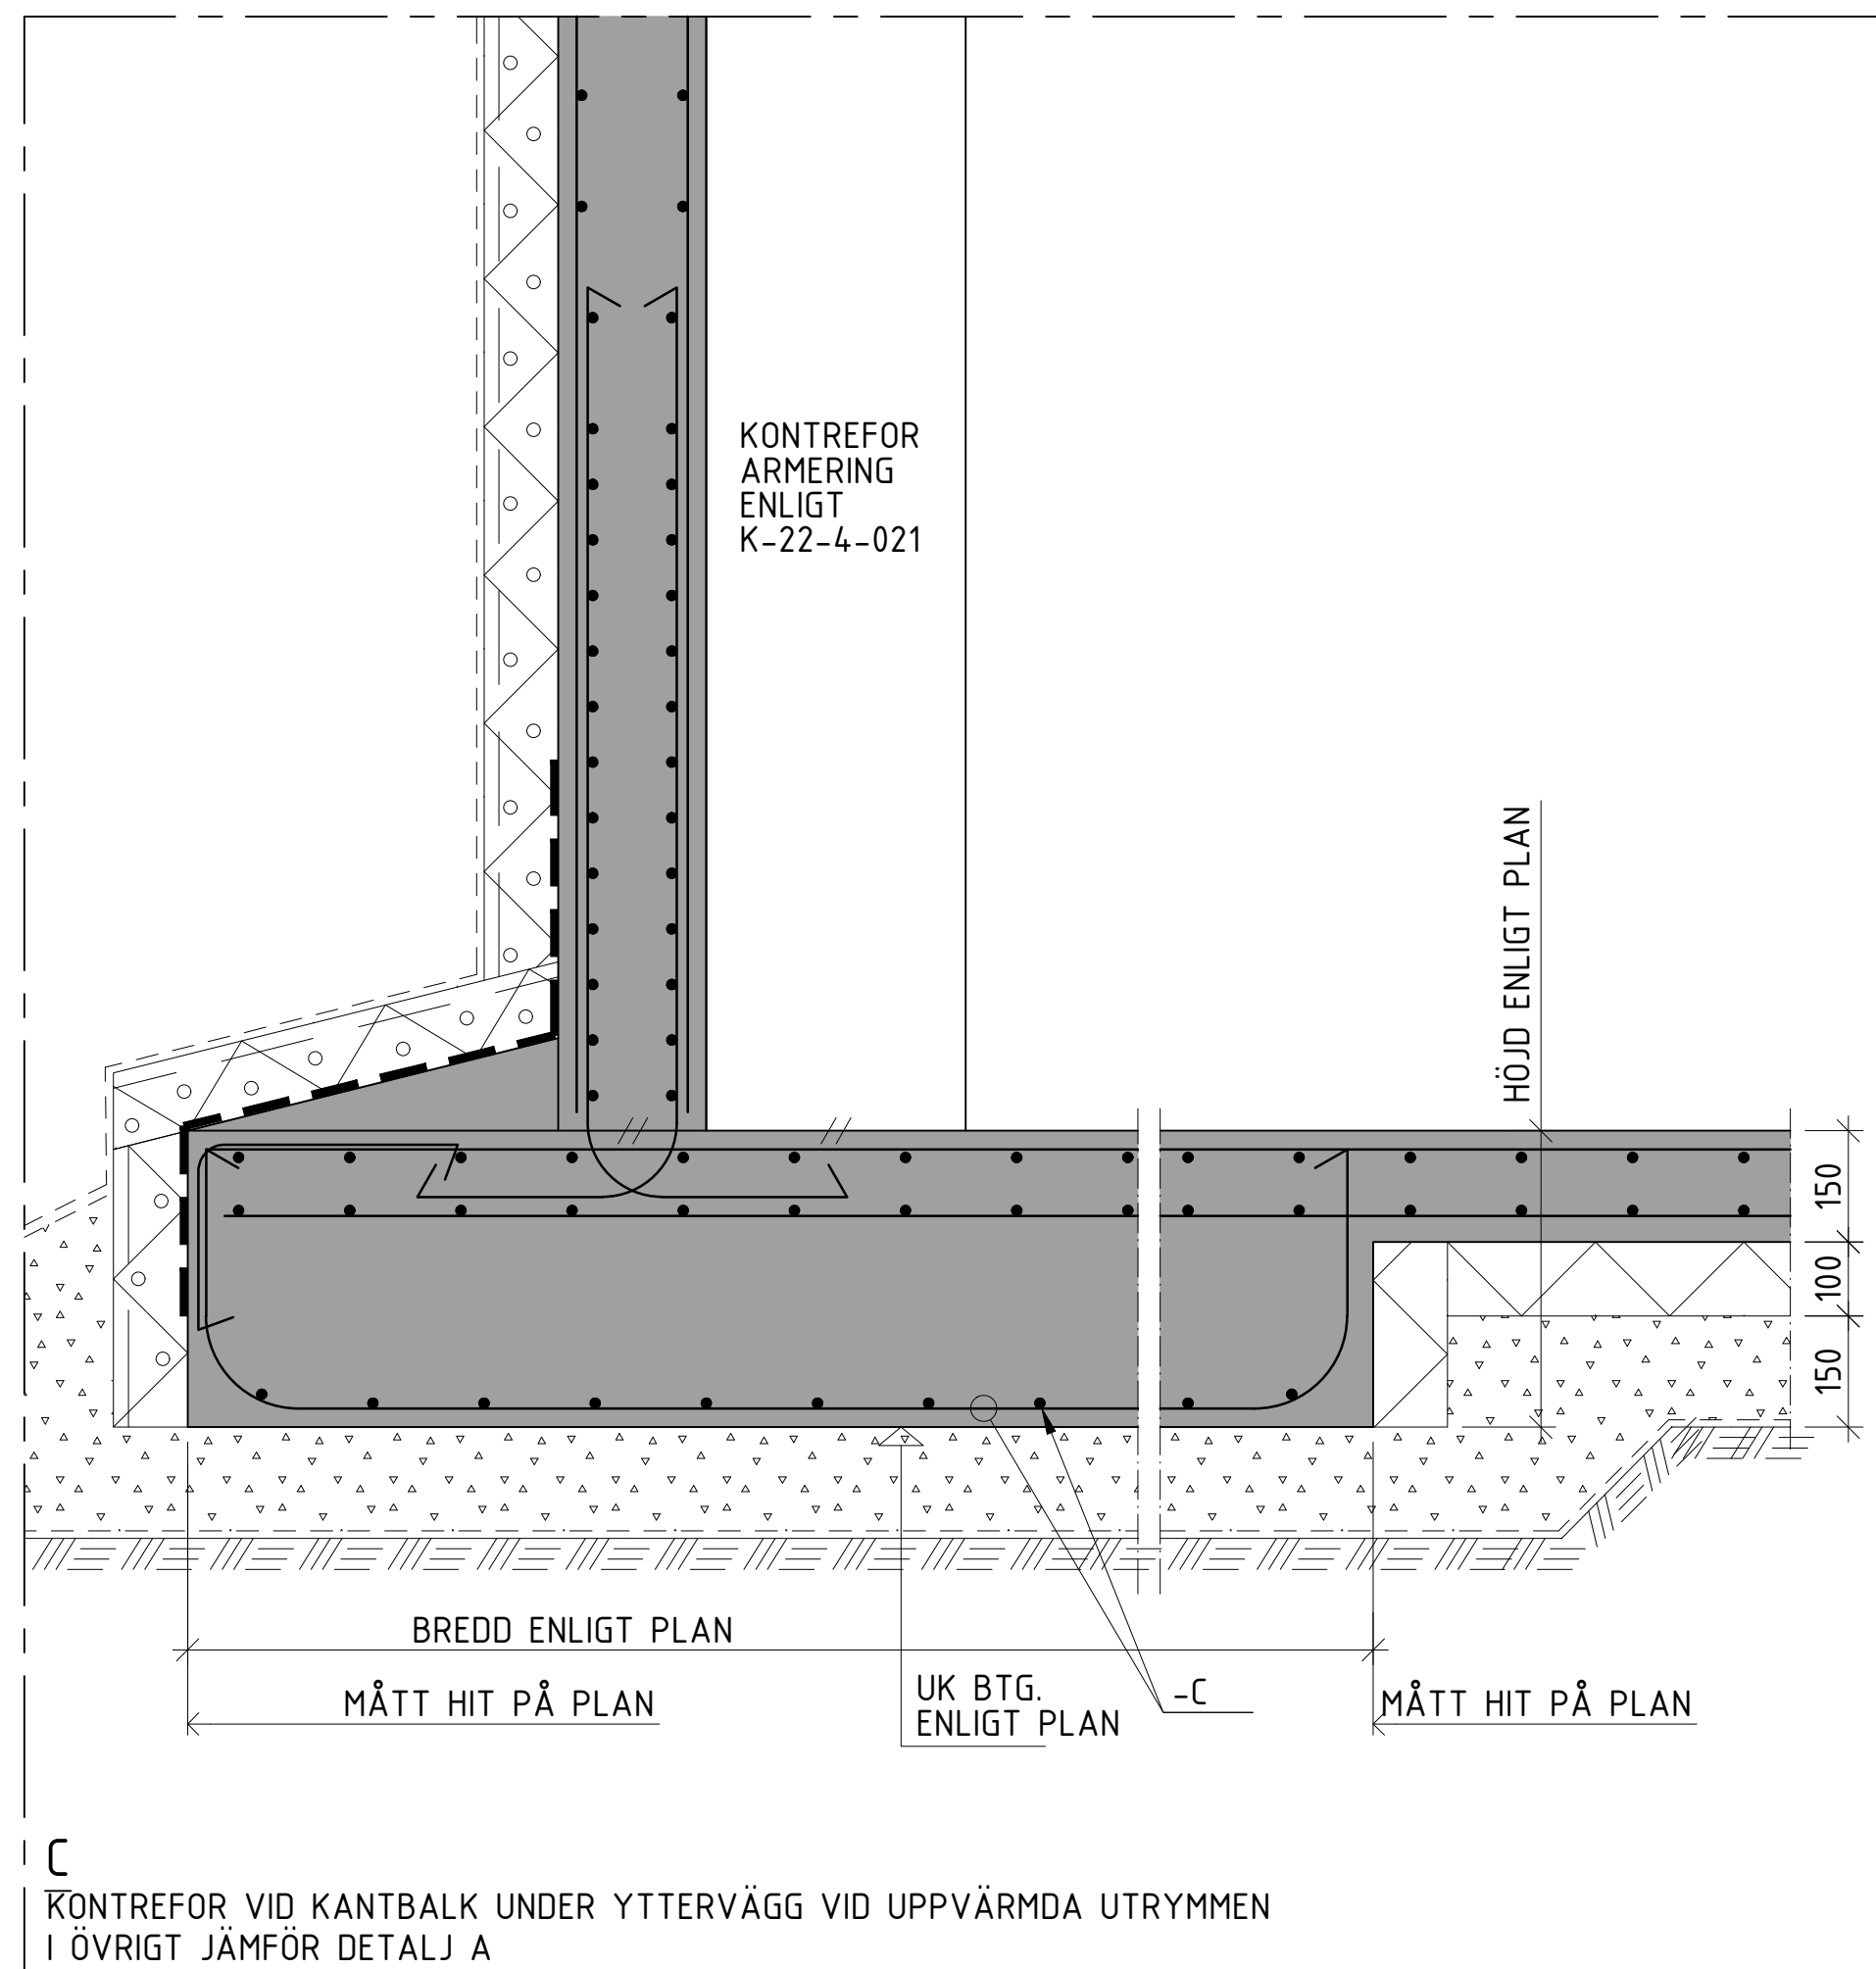 KONTREFOR
ARMERING
ENLIGT
K-22-4-021
HÖJD ENLIGT PLAN
150
100
150
BREDD ENLIGT PLAN
MÅTT HIT PÅ PLAN
UK BTG.
ENLIGT PLAN
-C
MÅTT HIT PÅ PLAN
C
KONTREFOR VID KANTBALK UNDER YTTERVÄGG VID UPPVÄRMDA UTRYMMEN
I ÖVRIGT JÄMFÖR DETALJ A